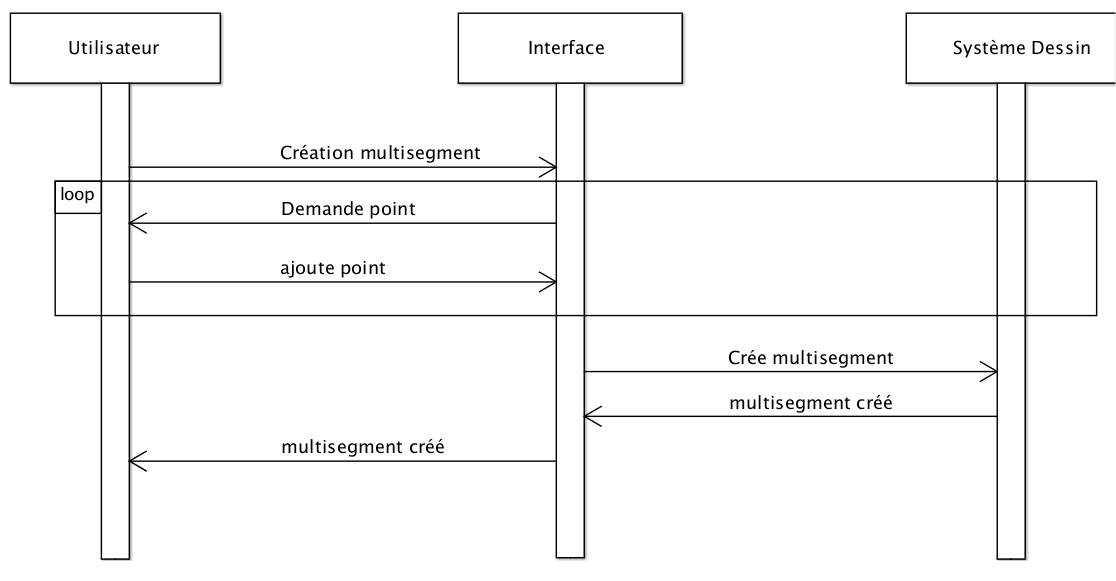 Utilisateur
Interface
Système Dessin
Création multisegment
loop
Demande point
ajoute point
Crée multisegment
multisegment créé
multisegment créé